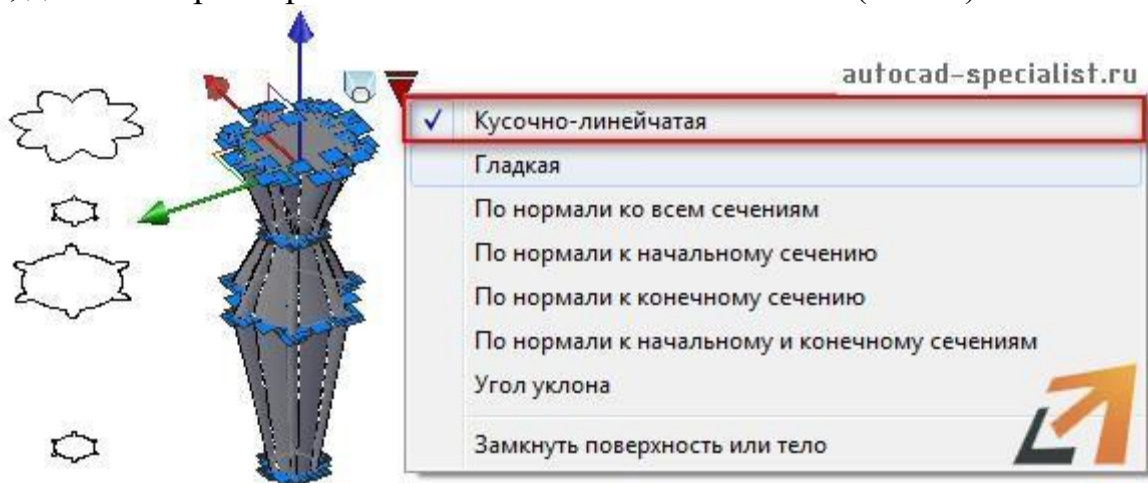 autocad-specialist.ru
Кусочно-линейчатая
Гладкая
По нормали ко всем сечениям
По нормали к начальному сечению
По нормали к конечному сечению
По нормали к начальному и конечному сечениям
Угол уклона
Замкнуть поверхность или тело